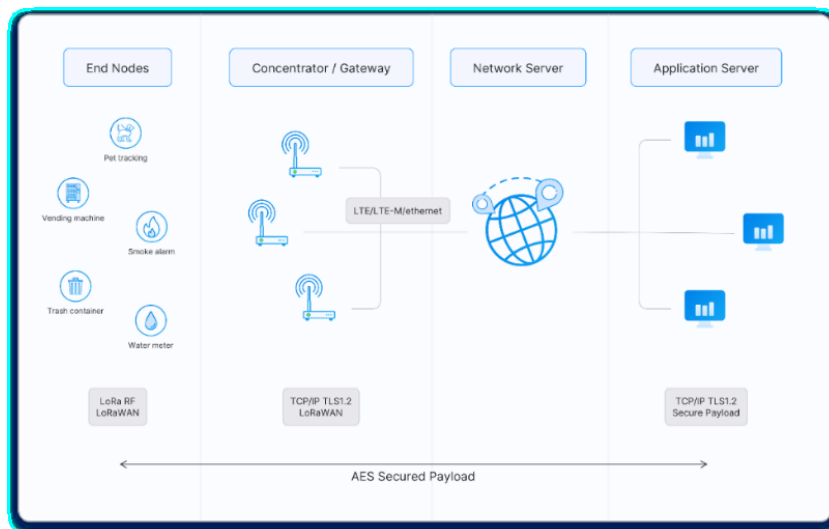 End Nodes
Concentrator / Gateway
Network Server
Application Server
Pet tracking
Vending machine
Smoke alarm
Trash container
Water meter
LTE/LTE-M/ethernet
LoRa RF
LoRaWAN
TCP/IP TLS1.2
LoRaWAN
TCP/IP TLS1.2
Secure Payload
AES Secured Payload